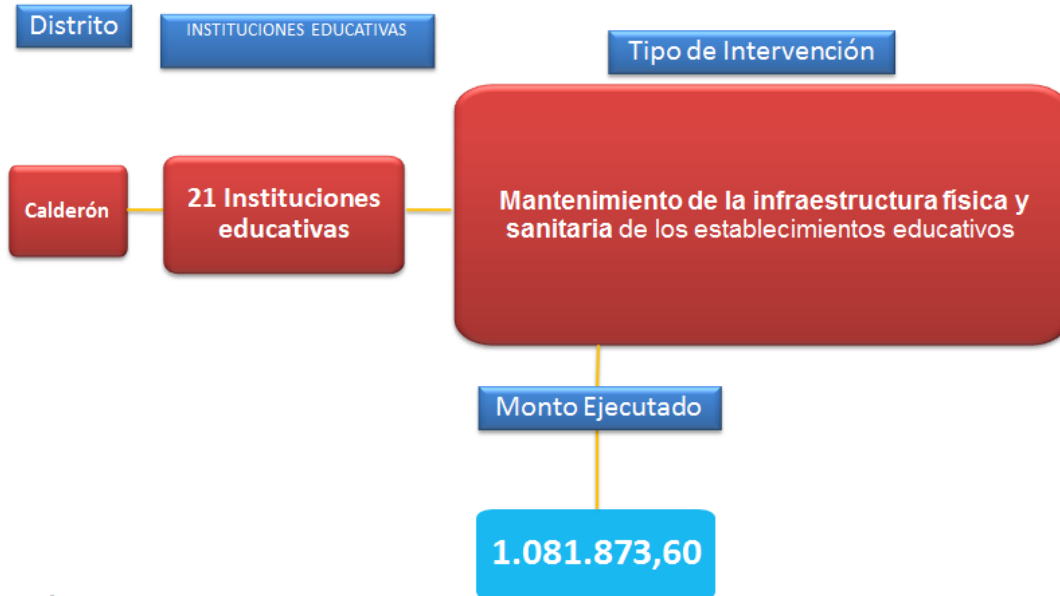 Distrito
INSTITUCIONES EDUCATIVAS
Tipo de Intervención
Calderón
21 Instituciones
educativas
Mantenimiento de la infraestructura física y
sanitaria de los establecimientos educativos
Monto Ejecutado
1.081.873,60